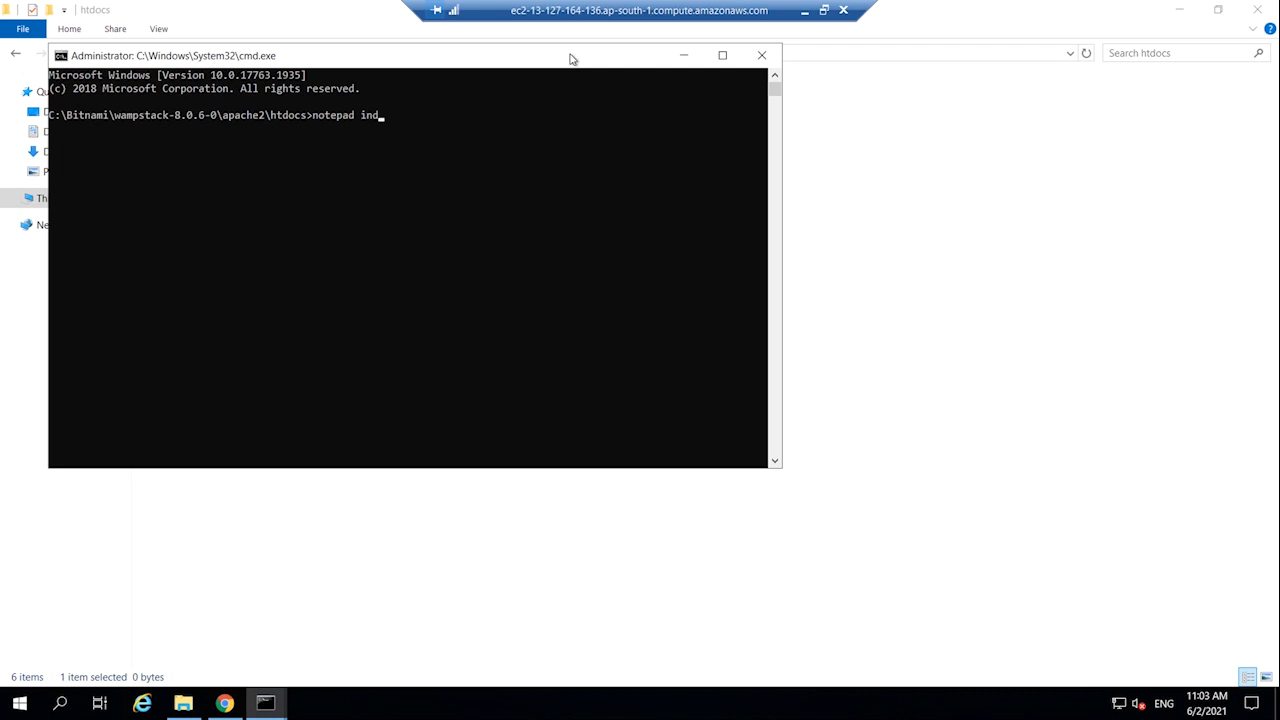 htdocs
ec2-13-127-164-136.ap-south-1.compute.amazonaws.com
File
Home
Share
View
Search htdocs
Administrator: C:\Windows\System32\cmd.exe
Microsoft Windows [Version 10.0.17763.1935]
(c) 2018 Microsoft Corporation. All rights reserved.
C:\Bitnami\wampstack-8.0.6-0\apache2\htdocs>notepad ind
Qu
D
D
D
P
Th
Ne
6 items
1 item selected
0 bytes
ENG
11:03 AM
6/2/2021